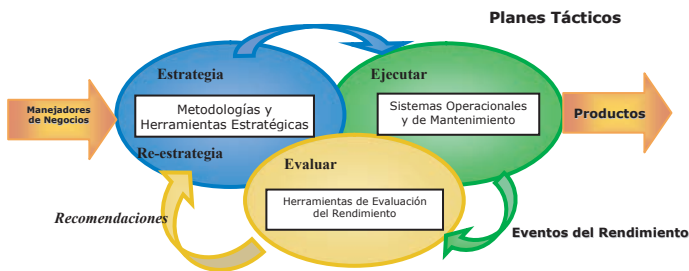 Planes Tácticos
Estrategia
Ejecutar
Manejadores
de Negocios
Metodologías y
Herramientas Estratégicas
Sistemas Operacionales
y de Mantenimiento
Productos
Re-estrategia
Evaluar
Herramientas de Evaluación
del Rendimiento
Recomendaciones
Eventos del Rendimiento